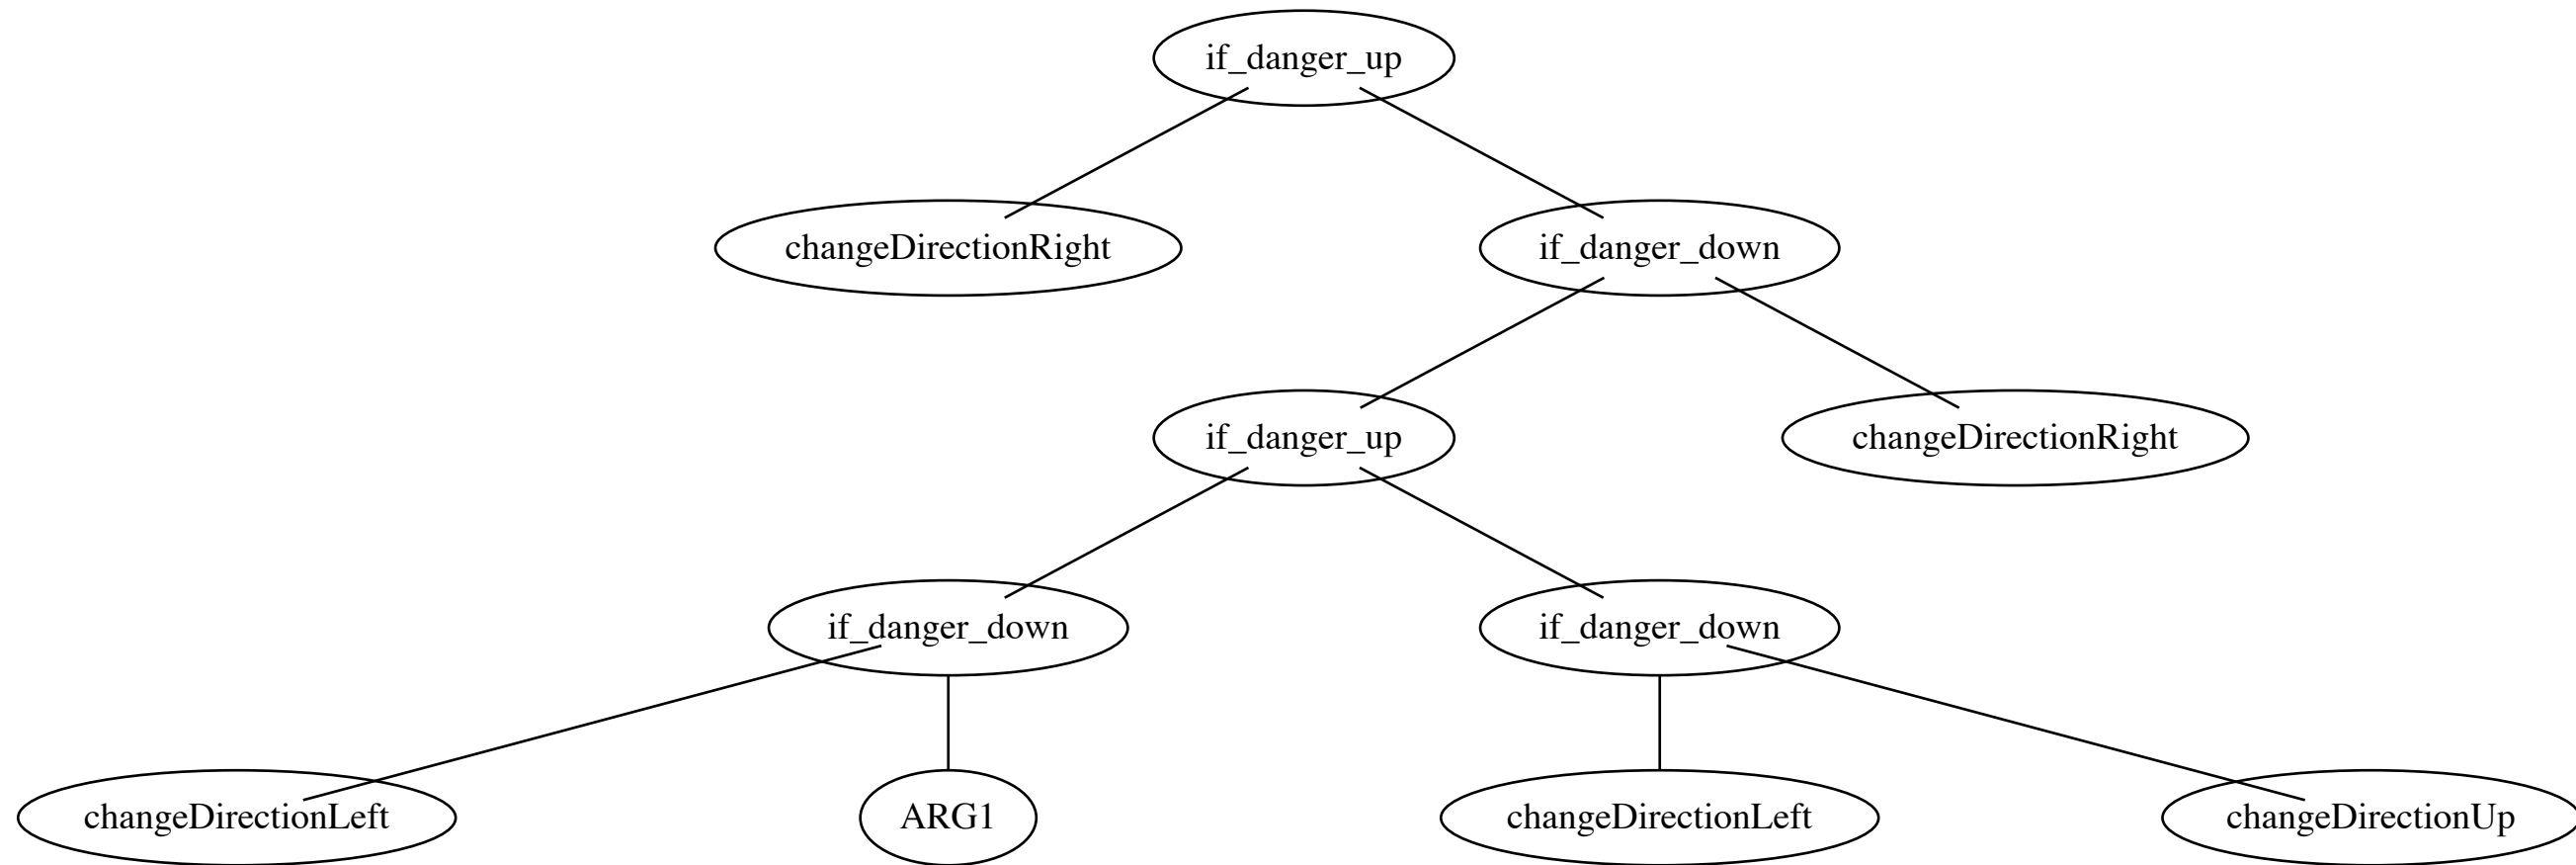 if_danger_up
changeDirectionRight
if_danger_down
if_danger_up
changeDirectionRight
if_danger_down
if_danger_down
changeDirectionLeft
ARG1
changeDirectionLeft
changeDirectionUp